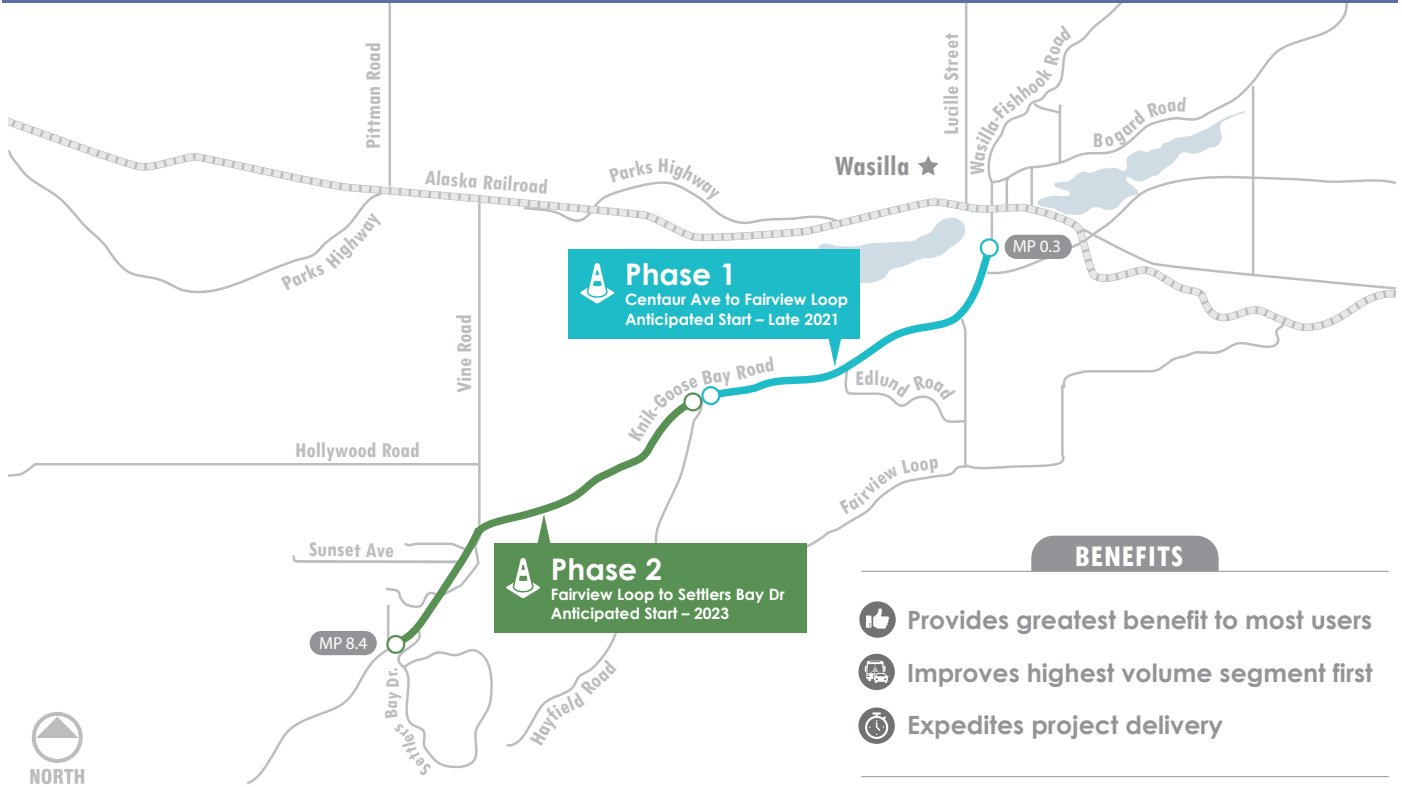 Pittman Road
Lucille Street
Wasilla-Fishhook Road
Bogard Road
Wasilla
Alaska Railroad
Parks Highway
Parks Highway
MP 0.3
Phase 1
Centaur Ave to Fairview Loop
Anticipated Start – Late 2021
Vine Road
Knik-Goose Bay Road
Edlund Road
Hollywood Road
Fairview Loop
Sunset Ave
Phase 2
Fairview Loop to Settlers Bay Dr
Anticipated Start – 2023
MP 8.4
Settlers Bay Dr.
Hayfield Road
BENEFITS
Provides greatest benefit to most users
Improves highest volume segment first
Expedites project delivery
NORTH